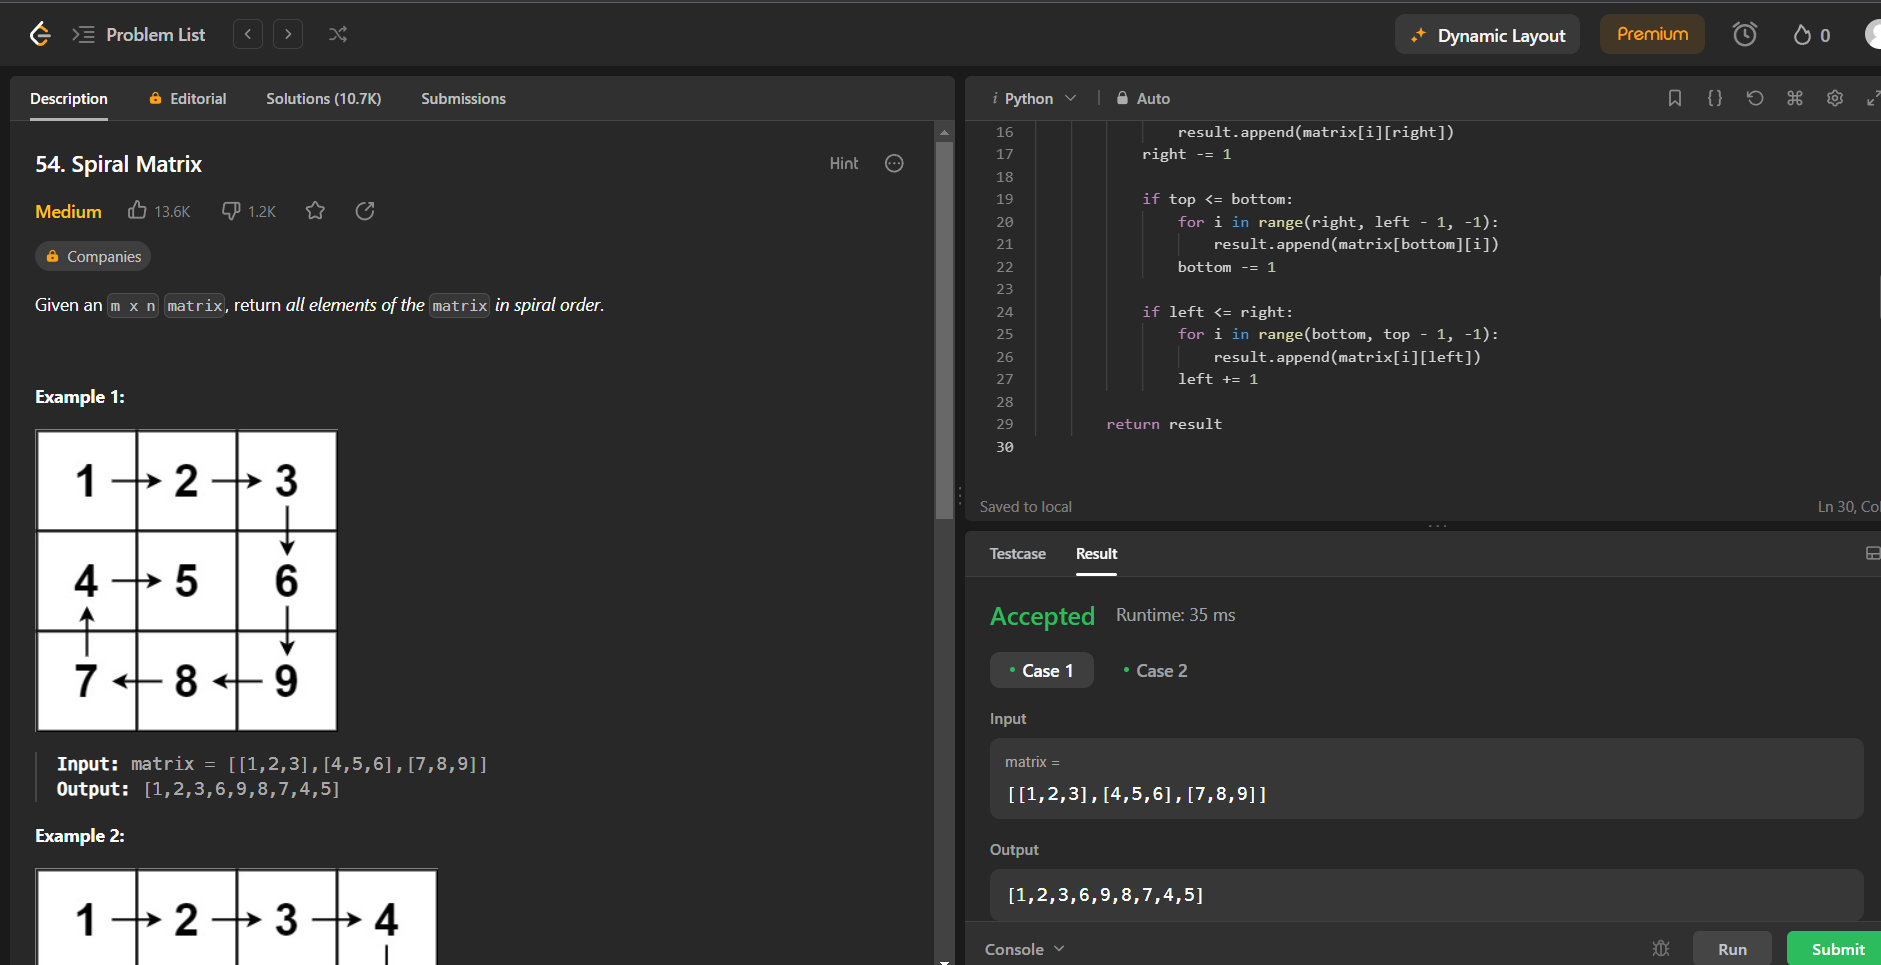 Problem List
Dynamic Layout
Premium
0
Description
Editorial
Solutions (10.7K)
Submissions
54. Spiral Matrix
Hint
Medium
13.6K
1.2K
Companies
Given an m x n matrix, return all elements of the matrix in spiral order.
Example 1:
1 2 3
4 5 6
7 8 9
Input: matrix = [[1,2,3],[4,5,6],[7,8,9]]
Output: [1,2,3,6,9,8,7,4,5]
Example 2:
1 2 3 4
i Python
Auto
16 result.append(matrix[i][right])
17 right -= 1
18
19 if top <= bottom:
20 for i in range(right, left - 1, -1):
21 result.append(matrix[bottom][i])
22 bottom -= 1
23
24 if left <= right:
25 for i in range(bottom, top - 1, -1):
26 result.append(matrix[i][left])
27 left += 1
28
29 return result
30
Saved to local
Ln 30, Co
Testcase
Result
Accepted
Runtime: 35 ms
Case 1
Case 2
Input
matrix =
[[1,2,3],[4,5,6],[7,8,9]]
Output
[1,2,3,6,9,8,7,4,5]
Console
Run
Submit